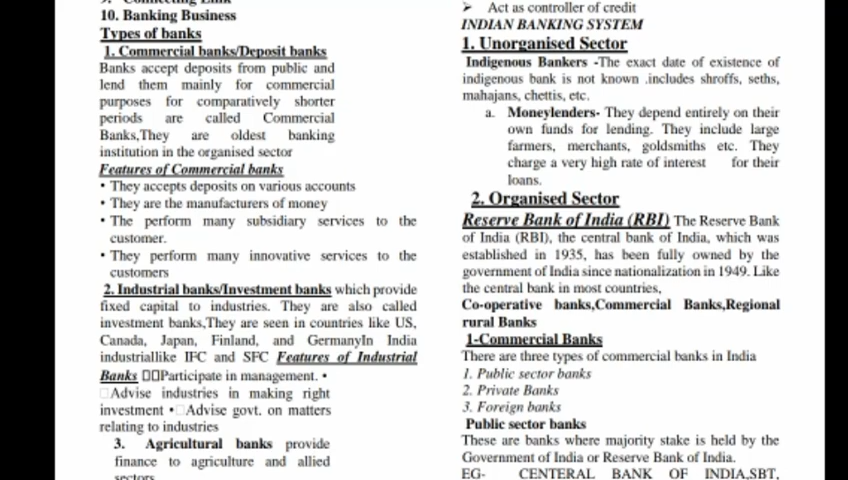 10. Banking Business
Types of banks
1. Commercial banks/Deposit banks
Banks accept deposits from public and
lend them mainly for commercial
purposes for comparatively shorter
periods are called Commercial
Banks,They are oldest banking
institution in the organised sector
Features of Commercial banks
• They accepts deposits on various accounts
• They are the manufacturers of money
• The perform many subsidiary services to the
customer.
• They perform many innovative services to the
customers
2. Industrial banks/Investment banks which provide
fixed capital to industries. They are also called
investment banks,They are seen in countries like US,
Canada, Japan, Finland, and GermanyIn India
industriallike IFC and SFC Features of Industrial
Banks □□Participate in management. •
□Advise industries in making right
investment •□Advise govt. on matters
relating to industries
3. Agricultural banks provide
finance to agriculture and allied
sectors
➢ Act as controller of credit
INDIAN BANKING SYSTEM
1. Unorganised Sector
Indigenous Bankers -The exact date of existence of
indigenous bank is not known .includes shroffs, seths,
mahajans, chettis, etc.
a. Moneylenders- They depend entirely on their
own funds for lending. They include large
farmers, merchants, goldsmiths etc. They
charge a very high rate of interest for their
loans.
2. Organised Sector
Reserve Bank of India (RBI) The Reserve Bank
of India (RBI), the central bank of India, which was
established in 1935, has been fully owned by the
government of India since nationalization in 1949. Like
the central bank in most countries,
Co-operative banks,Commercial Banks,Regional
rural Banks
1-Commercial Banks
There are three types of commercial banks in India
1. Public sector banks
2. Private Banks
3. Foreign banks
Public sector banks
These are banks where majority stake is held by the
Government of India or Reserve Bank of India.
EG- CENTERAL BANK OF INDIA,SBT,